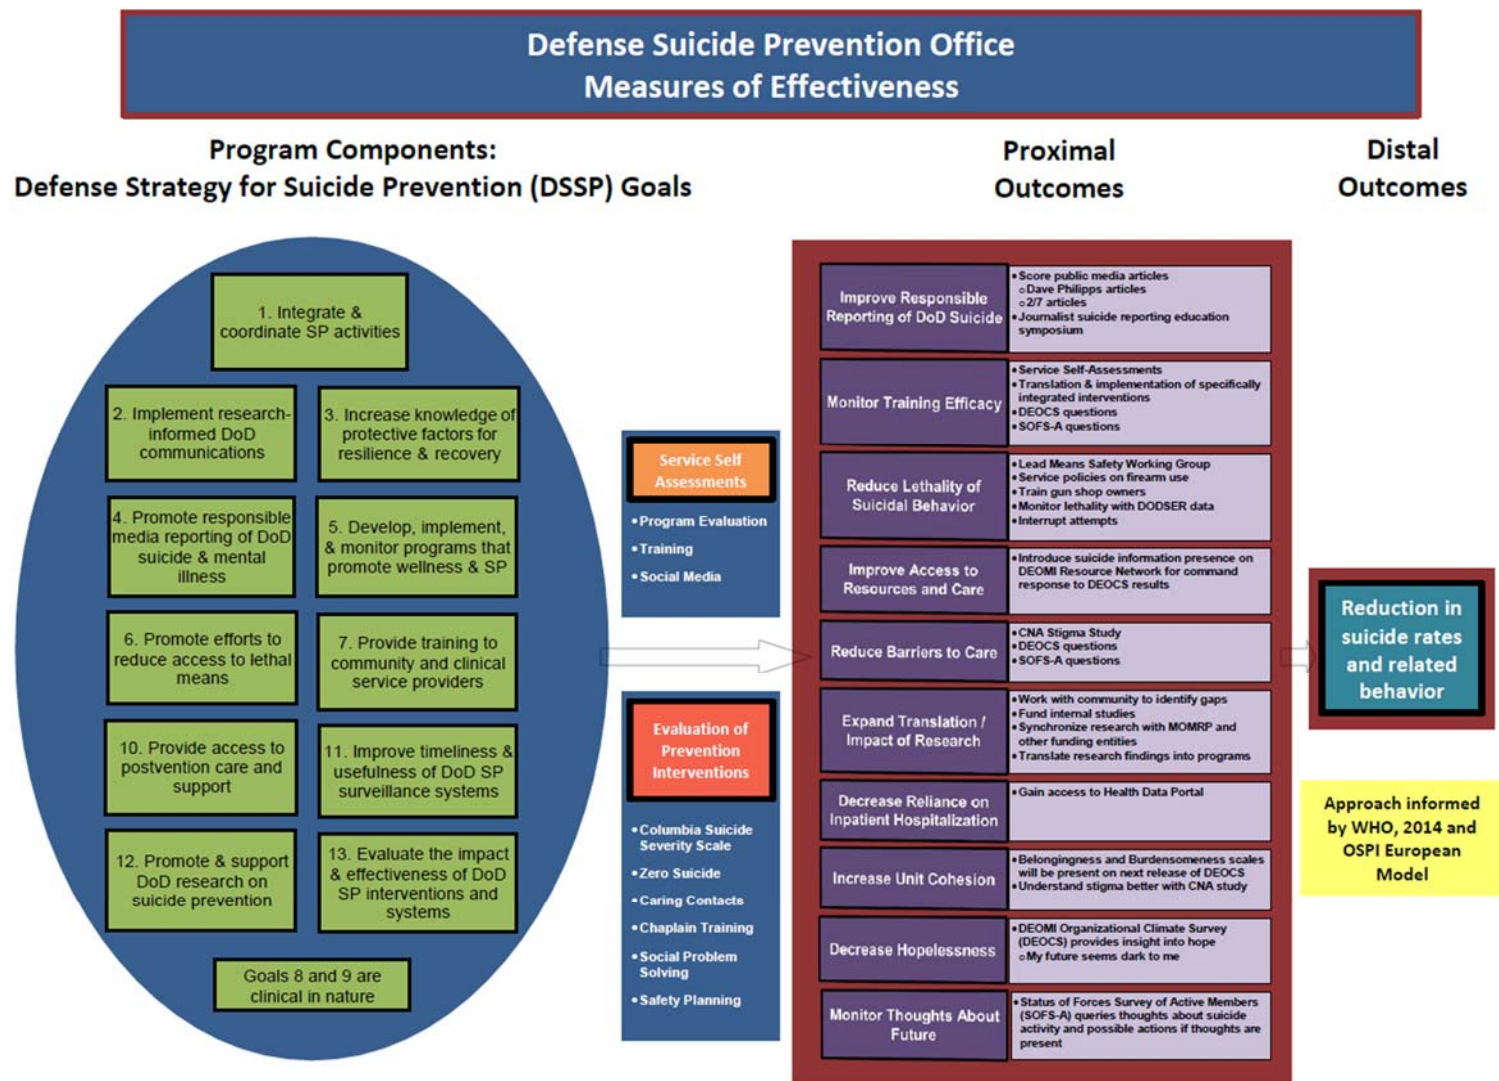 Defense Suicide Prevention Office
Measures of Effectiveness
Program Components:
Defense Strategy for Suicide Prevention (DSSP) Goals
Proximal
Outcomes
Distal
Outcomes
1. Integrate &
coordinate SP activities
2. Implement research-
informed DoD
communications
3. Increase knowledge of
protective factors for
resilience & recovery
4. Promote responsible
media reporting of DoD
suicide & mental
illness
5. Develop, implement,
& monitor programs that
promote wellness & SP
6. Promote efforts to
reduce access to lethal
means
7. Provide training to
community and clinical
service providers
10. Provide access to
postvention care and
support
11. Improve timeliness &
usefulness of DoD SP
surveillance systems
12. Promote & support
DoD research on
suicide prevention
13. Evaluate the impact
& effectiveness of DoD
SP interventions and
systems
Goals 8 and 9 are
clinical in nature
Service Self
Assessments
• Program Evaluation
• Training
• Social Media
Evaluation of
Prevention
Interventions
• Columbia Suicide
Severity Scale
• Zero Suicide
• Caring Contacts
• Chaplain Training
• Social Problem
Solving
• Safety Planning
Improve Responsible
Reporting of DoD Suicide
• Score public media articles
o Dave Philipps articles
o 2/7 articles
• Journalist suicide reporting education
symposium
Monitor Training Efficacy
• Service Self-Assessments
• Translation & implementation of specifically
integrated interventions
• DEOCS questions
• SOFS-A questions
Reduce Lethality of
Suicidal Behavior
• Lead Means Safety Working Group
• Service policies on firearm use
• Train gun shop owners
• Monitor lethality with DODSER data
• Interrupt attempts
Improve Access to
Resources and Care
• Introduce suicide information presence on
DEOMI Resource Network for command
response to DEOCS results
Reduce Barriers to Care
• CNA Stigma Study
• DEOCS questions
• SOFS-A questions
Expand Translation /
Impact of Research
• Work with community to identify gaps
• Fund internal studies
• Synchronize research with MOMRP and
other funding entities
• Translate research findings into programs
Decrease Reliance on
Inpatient Hospitalization
• Gain access to Health Data Portal
Increase Unit Cohesion
• Belongingness and Burdensomeness scales
will be present on next release of DEOCS
• Understand stigma better with CNA study
Decrease Hopelessness
• DEOMI Organizational Climate Survey
(DEOCS) provides insight into hope
o My future seems dark to me
Monitor Thoughts About
Future
• Status of Forces Survey of Active Members
(SOFS-A) queries thoughts about suicide
activity and possible actions if thoughts are
present
Reduction in
suicide rates
and related
behavior
Approach informed
by WHO, 2014 and
OSPI European
Model